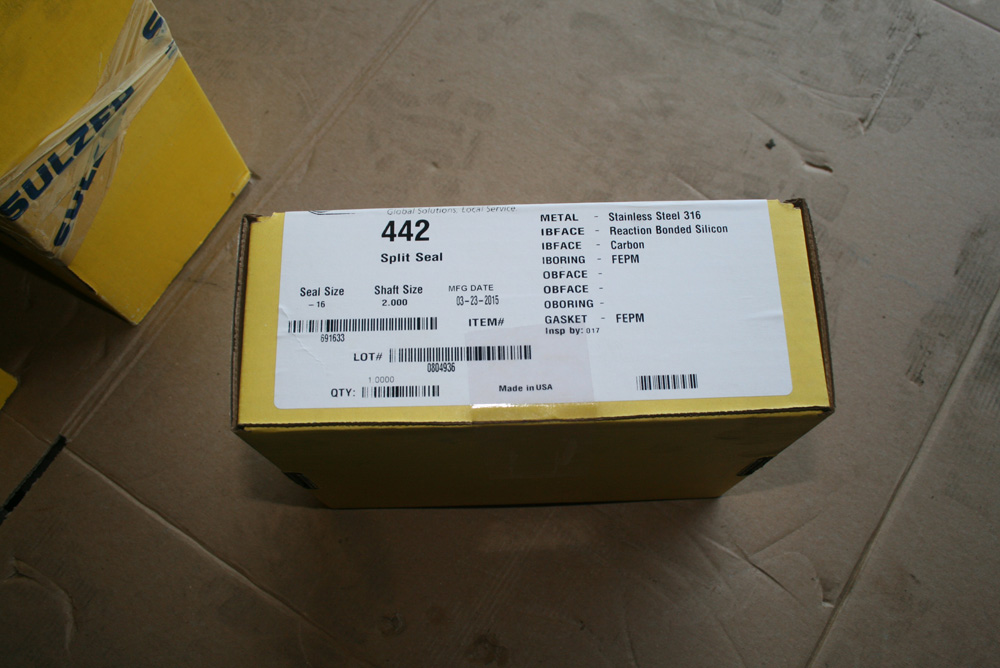 SULZER
Global Solutions, Local Service.
442
Split Seal
Seal Size Shaft Size MFG DATE
-16 2.000 03-23-2015
ITEM#
691633
LOT#
0804936
1.0000
QTY:
Made in USA
METAL - Stainless Steel 316
IBFACE - Reaction Bonded Silicon
IBFACE - Carbon
IBORING - FEPM
OBFACE -
OBFACE -
OBORING -
GASKET - FEPM
Insp by: 017